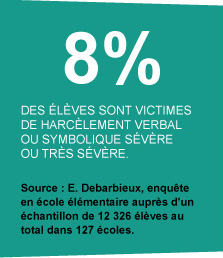 8%
DES ÉLÈVES SONT VICTIMES
DE HARCÈLEMENT VERBAL
OU SYMBOLIQUE SÉVÈRE
OU TRÈS SÉVÈRE.
Source : E. Debarbieux, enquête
en école élémentaire auprès d'un
échantillon de 12 326 élèves au
total dans 127 écoles.